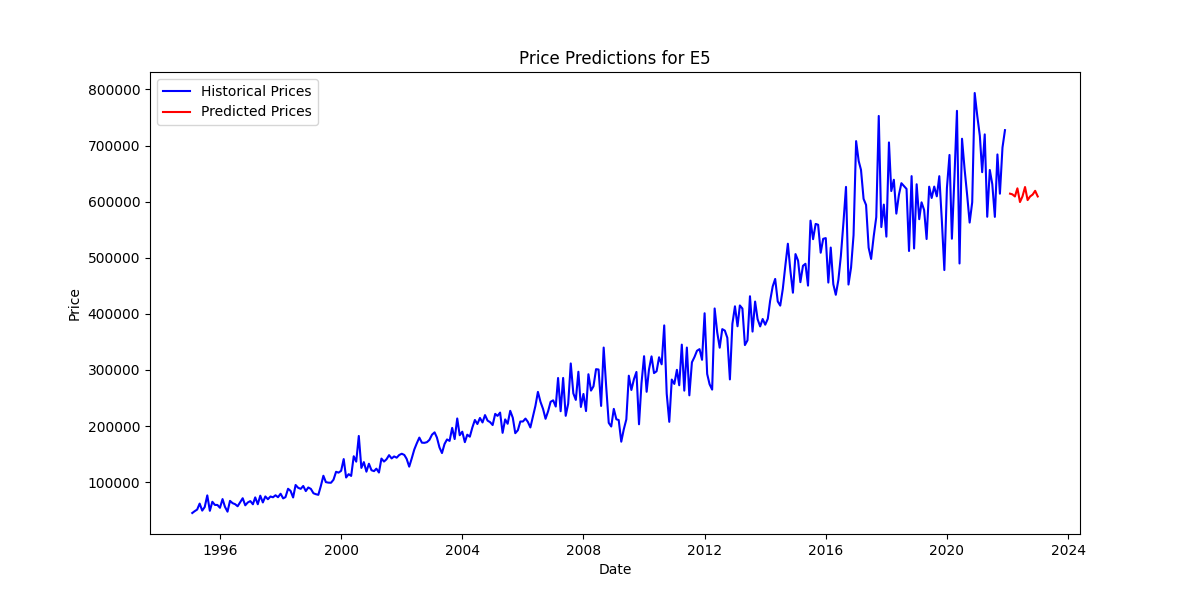 Price Predictions for E5
Historical Prices
Predicted Prices
800000
700000
600000
500000
400000
300000
200000
100000
Price
1996 2000 2004 2008 2012 2016 2020 2024
Date